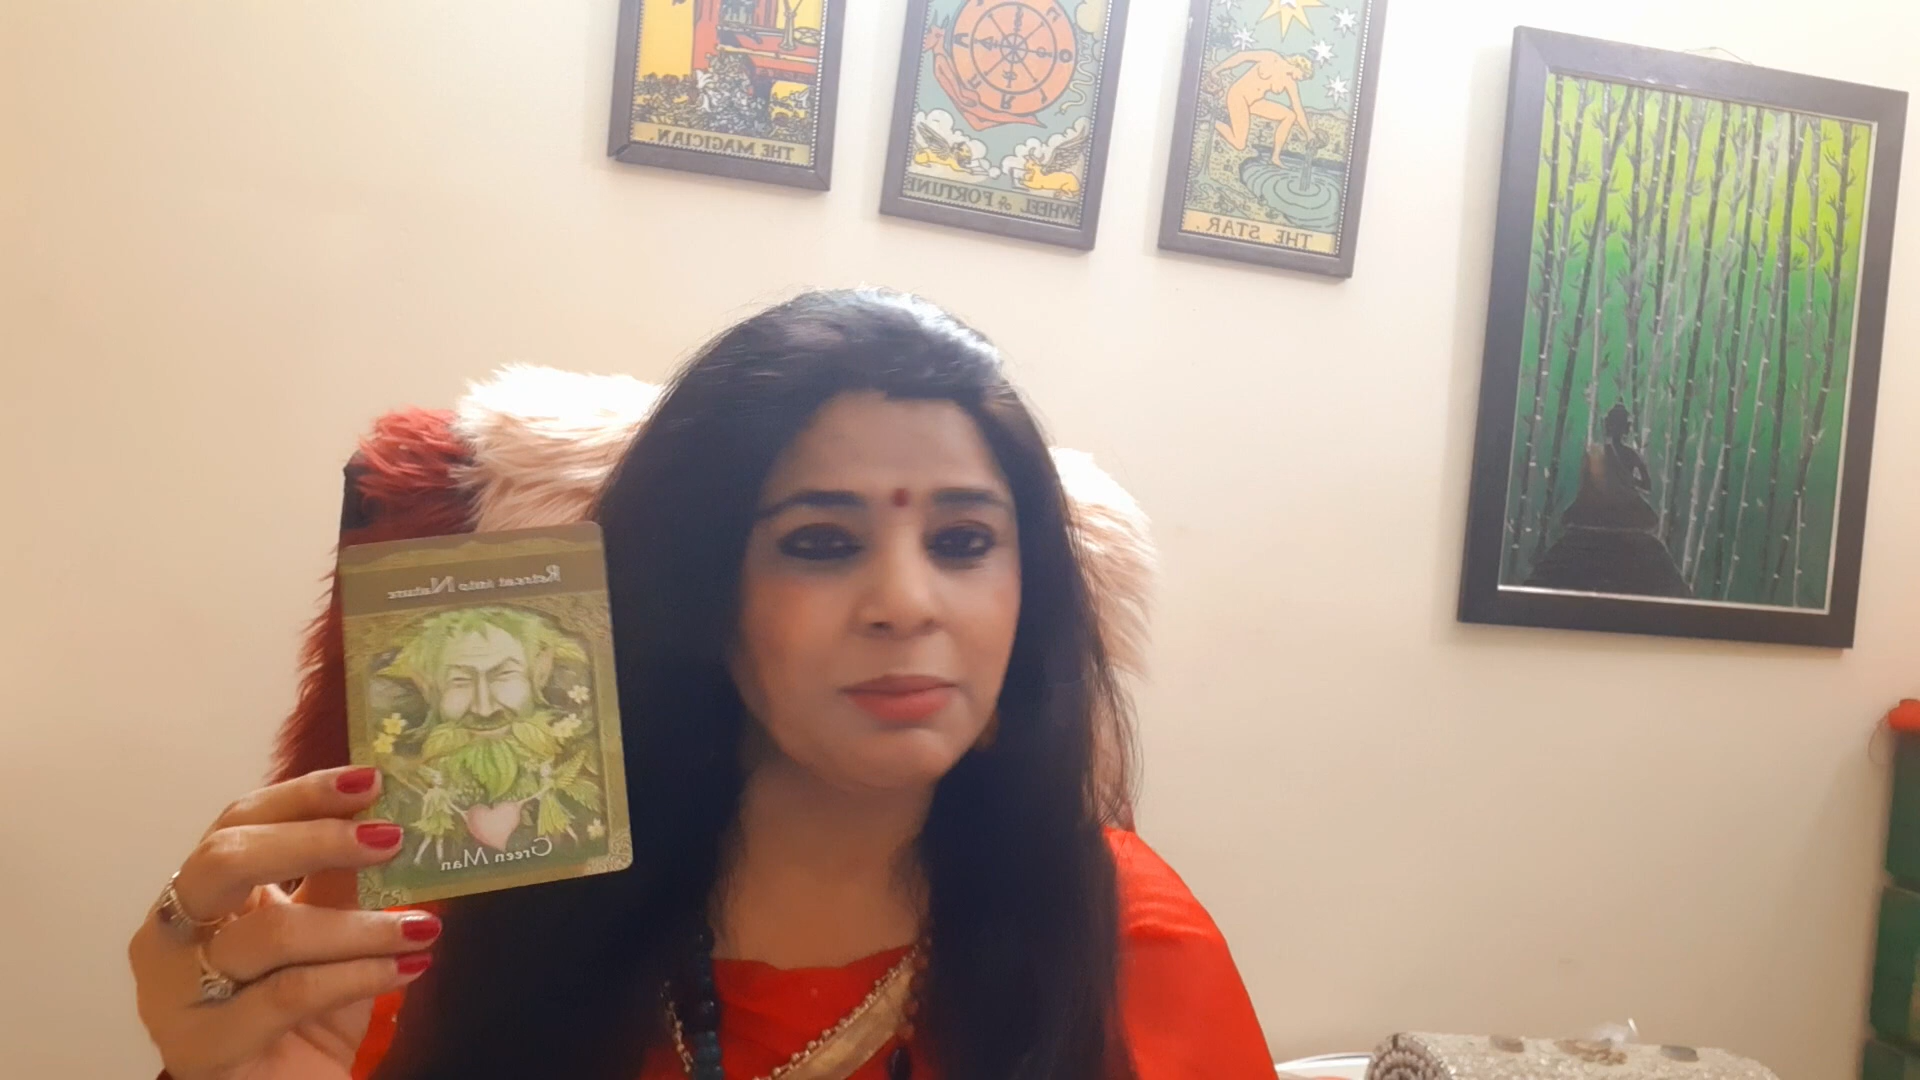 THE MAGICIAN.
WHEEL of FORTUNE
THE STAR.
Retreat into Nature
Green Man